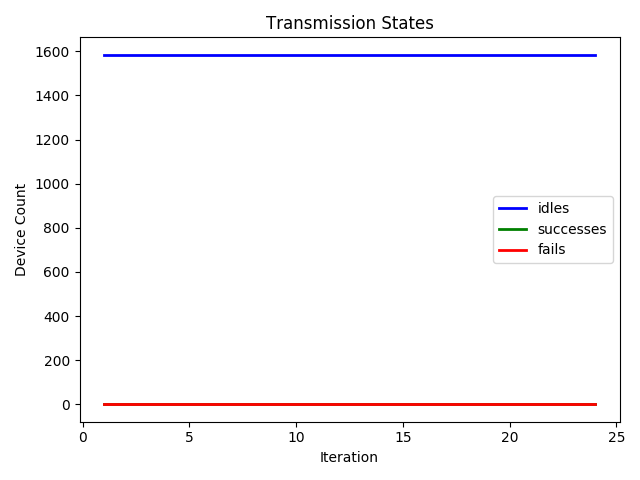 Transmission States
1600
1400
1200
1000
800
600
400
200
0
Device Count
idles
successes
fails
0 5 10 15 20 25
Iteration